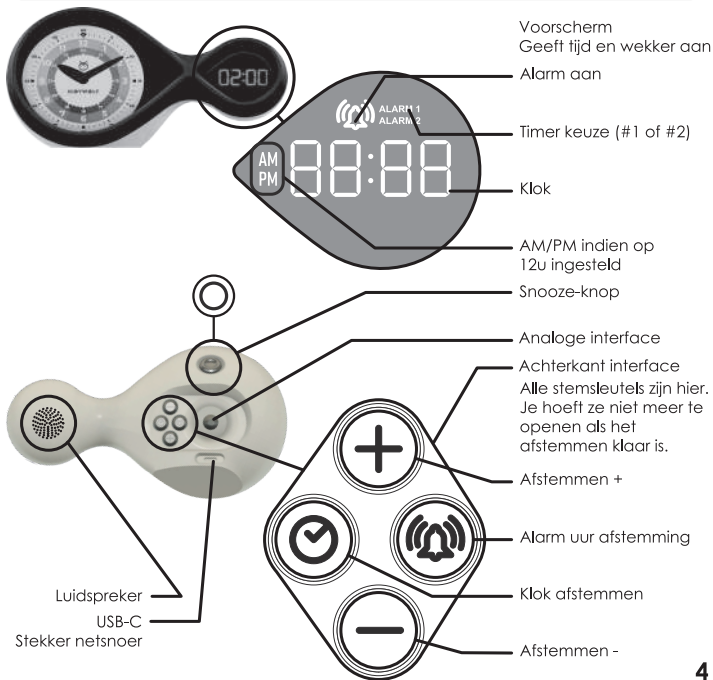 Voorscherm
Geeft tijd en wekker aan
Alarm aan
ALARM 1
ALARM 2
02:00
KIDYWOLF
Timer keuze (#1 of #2)
AM
PM
88:88
Klok
AM/PM indien op
12u ingesteld
Snooze-knop
Analoge interface
Achterkant interface
Alle stemsleutels zijn hier.
Je hoeft ze niet meer te
openen als het
afstemmen klaar is.
Afstemmen +
Alarm uur afstemming
Klok afstemmen
Luidspreker
USB-C
Stekker netsnoer
Afstemmen -
4